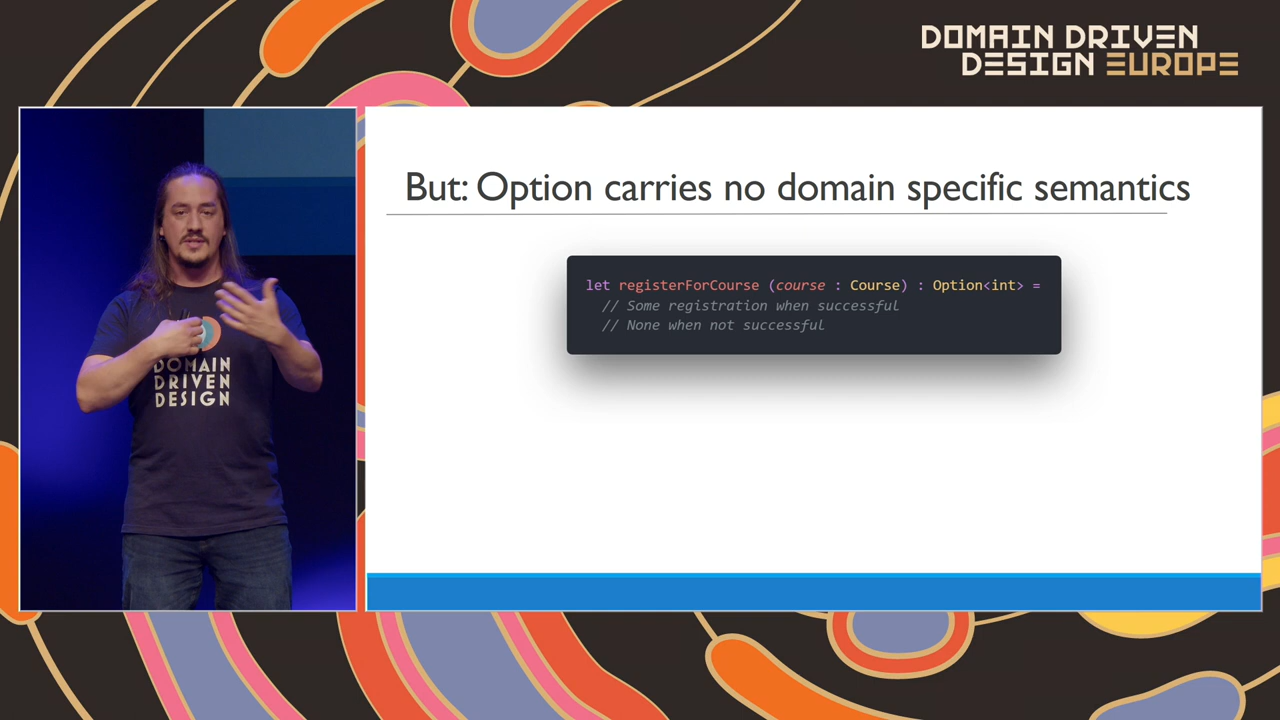 DOMAIN DRIVEN
DESIGN EUROPE
But: Option carries no domain specific semantics
let registerForCourse (course : Course) : Option<int> =
// Some registration when successful
// None when not successful
DOMAIN
DRIVEN
DESIGN